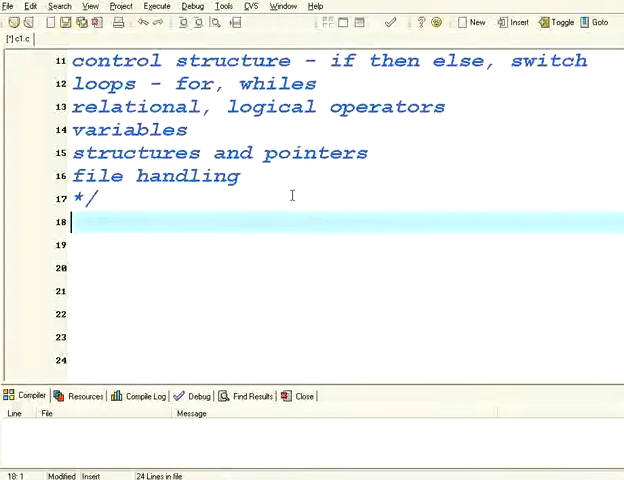 File Edit Search View Project Execute Debug Tools CVS Window Help
New Insert Toggle Goto
[*] c1.c
11 control structure - if then else, switch
12 loops - for, whiles
13 relational, logical operators
14 variables
15 structures and pointers
16 file handling
17 */
18
19
20
21
22
23
24
Compiler Resources Compile Log Debug Find Results Close
Line File Message
18: 1 Modified Insert 24 Lines in file